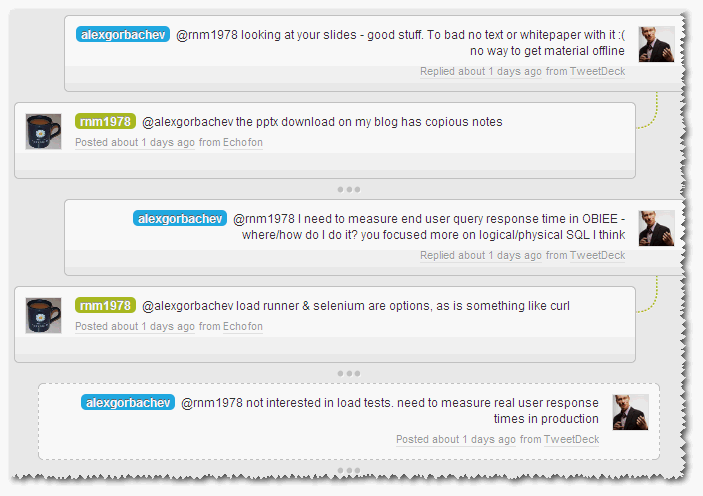 alexgorbachev @rnm1978 looking at your slides - good stuff. To bad no text or whitepaper with it :(
no way to get material offline
Replied about 1 days ago from TweetDeck
rnm1978 @alexgorbachev the pptx download on my blog has copious notes
Posted about 1 days ago from Echofon
alexgorbachev @rnm1978 I need to measure end user query response time in OBIEE -
where/how do I do it? you focused more on logical/physical SQL I think
Replied about 1 days ago from TweetDeck
rnm1978 @alexgorbachev load runner & selenium are options, as is something like curl
Posted about 1 days ago from Echofon
alexgorbachev @rnm1978 not interested in load tests. need to measure real user response
times in production
Posted about 1 days ago from TweetDeck